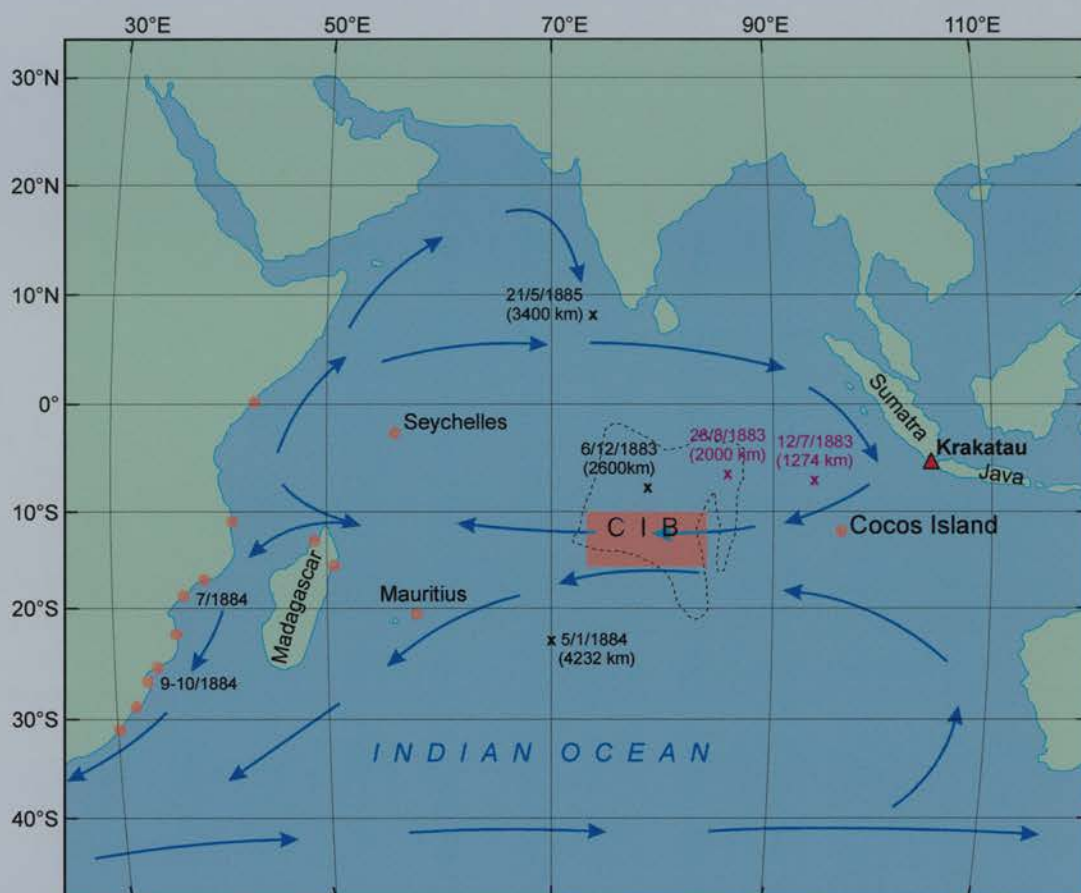 30°E 50°E 70°E 90°E 110°E
30°N
20°N
10°N
21/5/1885
(3400 km) x
0°
Sumatra
Seychelles
6/12/1883
(2600km)
x
28/8/1883
(2000 km)
x
12/7/1883
(1274 km)
x
Krakatau
Java
10°S
C I B
Cocos Island
Madagascar
7/1884
Mauritius
20°S
x 5/1/1884
(4232 km)
9-10/1884
30°S
INDIAN OCEAN
40°S